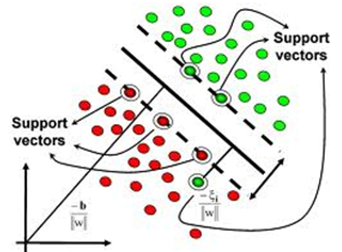 Support
vectors
Support
vectors
-b
‖w‖
-ξi
‖w‖